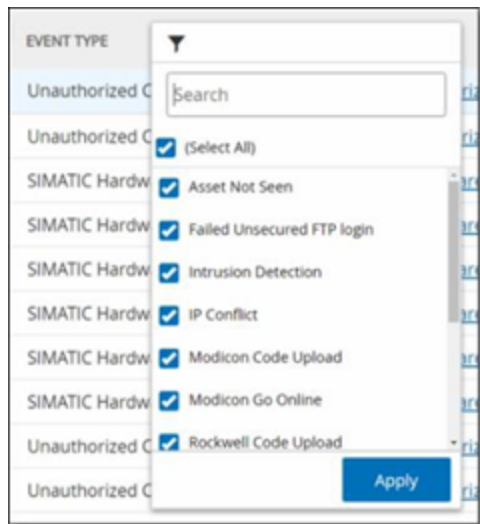 EVENT TYPE
Search
Unauthorized C
(Select All)
Unauthorized C
Asset Not Seen
SIMATIC Hardw
Failed Unsecured FTP login
SIMATIC Hardw
Intrusion Detection
SIMATIC Hardw
IP Conflict
SIMATIC Hardw
Modicon Code Upload
SIMATIC Hardw
Modicon Go Online
SIMATIC Hardw
Rockwell Code Upload
Unauthorized C
Apply
Unauthorized C